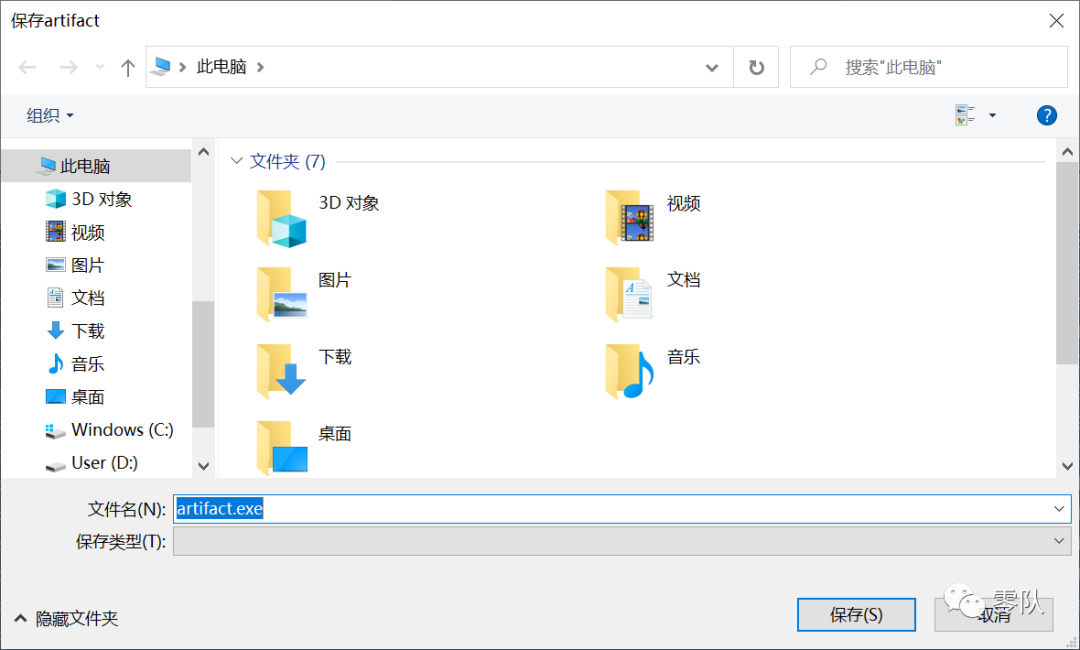 保存artifact
此电脑
搜索"此电脑"
组织
?
此电脑
3D 对象
视频
图片
文档
下载
音乐
桌面
Windows (C:)
User (D:)
文件夹 (7)
3D 对象
视频
图片
文档
下载
音乐
桌面
文件名(N):
artifact.exe
保存类型(T):
隐藏文件夹
保存(S)
取消
零队